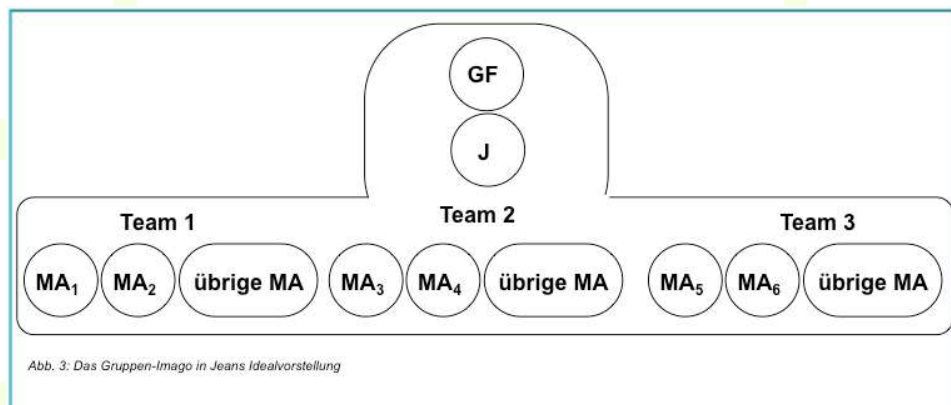 GF
J
Team 1
Team 2
Team 3
MA₁
MA₂
übrige MA
MA₃
MA₄
übrige MA
MA₅
MA₆
übrige MA
Abb. 3: Das Gruppen-Imago in Jeans Idealvorstellung